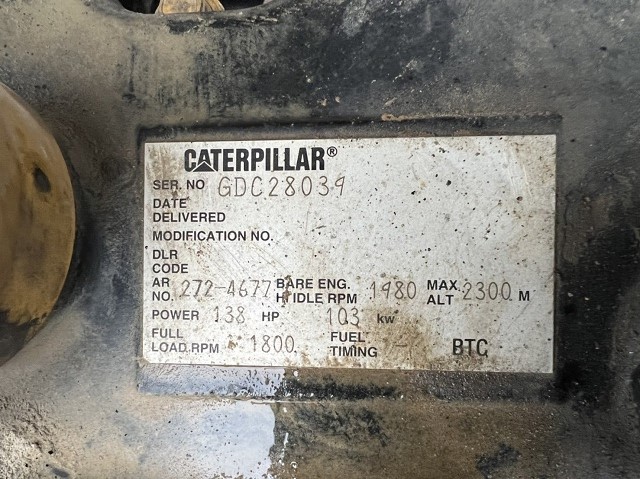 CATERPILLAR®
SER. NO GDC28039
DATE
DELIVERED
MODIFICATION NO.
DLR
CODE
AR NO. 272-4677 BARE ENG. HI IDLE RPM 1980 MAX. ALT 2300 M
POWER 138 HP 103 kw
FULL LOAD.RPM 1800 FUEL TIMING - BTC